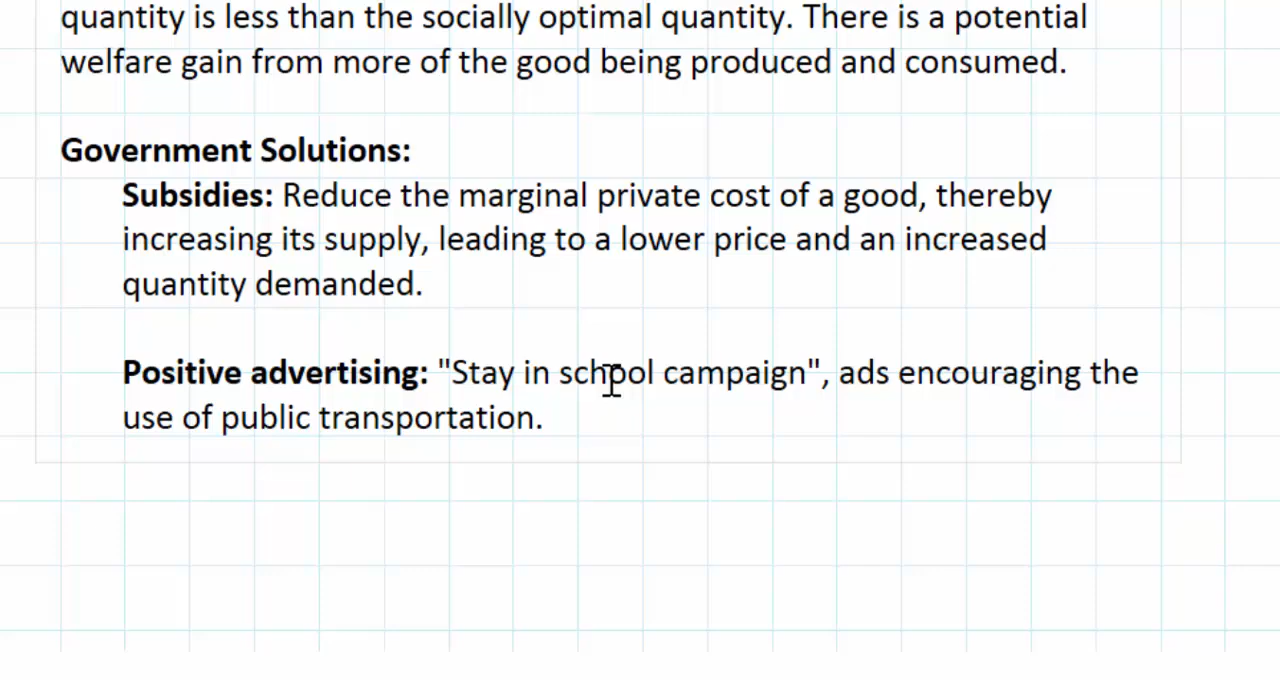 quantity is less than the socially optimal quantity. There is a potential
welfare gain from more of the good being produced and consumed.
Government Solutions:
Subsidies: Reduce the marginal private cost of a good, thereby
increasing its supply, leading to a lower price and an increased
quantity demanded.
Positive advertising: "Stay in school campaign", ads encouraging the
use of public transportation.